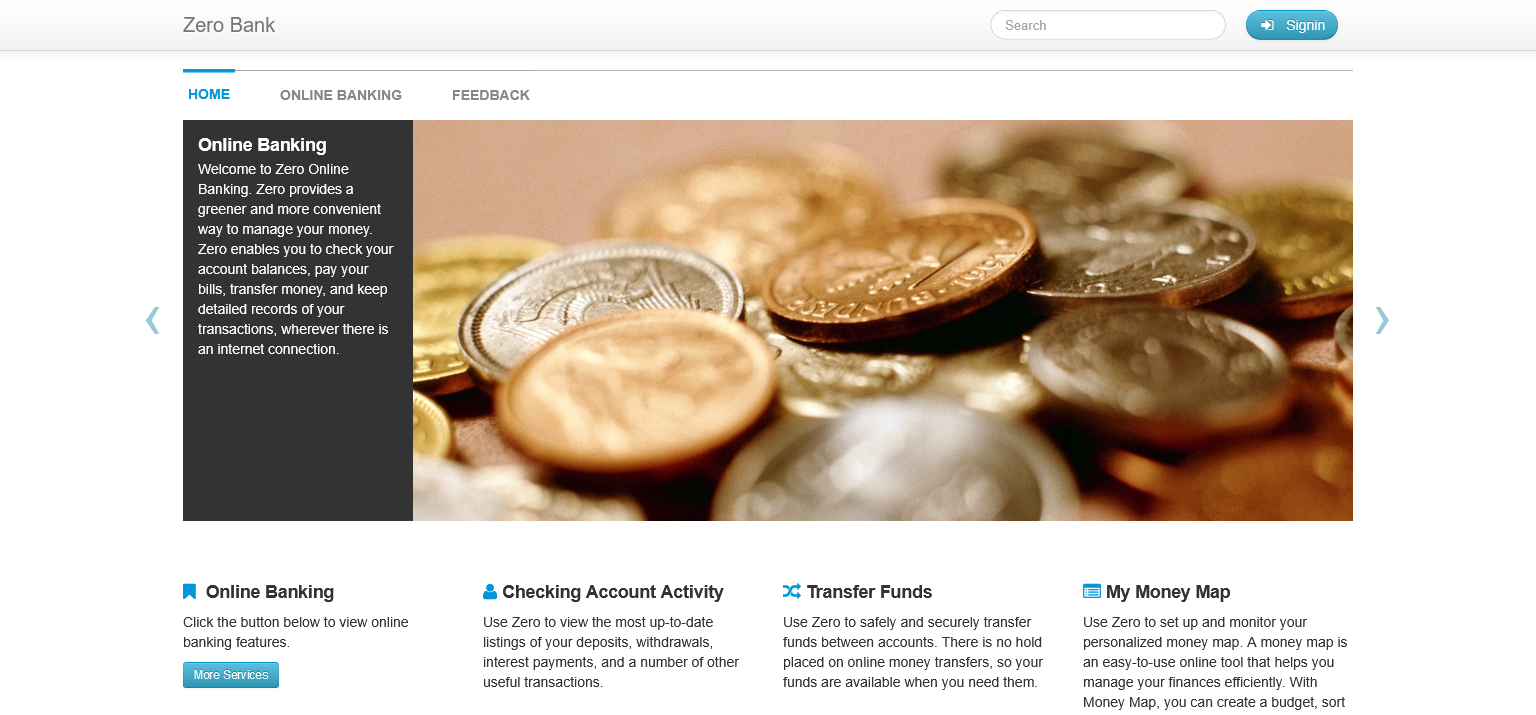 Zero Bank
Search
Signin
HOME
ONLINE BANKING
FEEDBACK
Online Banking
Welcome to Zero Online
Banking. Zero provides a
greener and more convenient
way to manage your money.
Zero enables you to check your
account balances, pay your
bills, transfer money, and keep
detailed records of your
transactions, wherever there is
an internet connection.
Online Banking
Click the button below to view online
banking features.
More Services
Checking Account Activity
Use Zero to view the most up-to-date
listings of your deposits, withdrawals,
interest payments, and a number of other
useful transactions.
Transfer Funds
Use Zero to safely and securely transfer
funds between accounts. There is no hold
placed on online money transfers, so your
funds are available when you need them.
My Money Map
Use Zero to set up and monitor your
personalized money map. A money map is
an easy-to-use online tool that helps you
manage your finances efficiently. With
Money Map, you can create a budget, sort